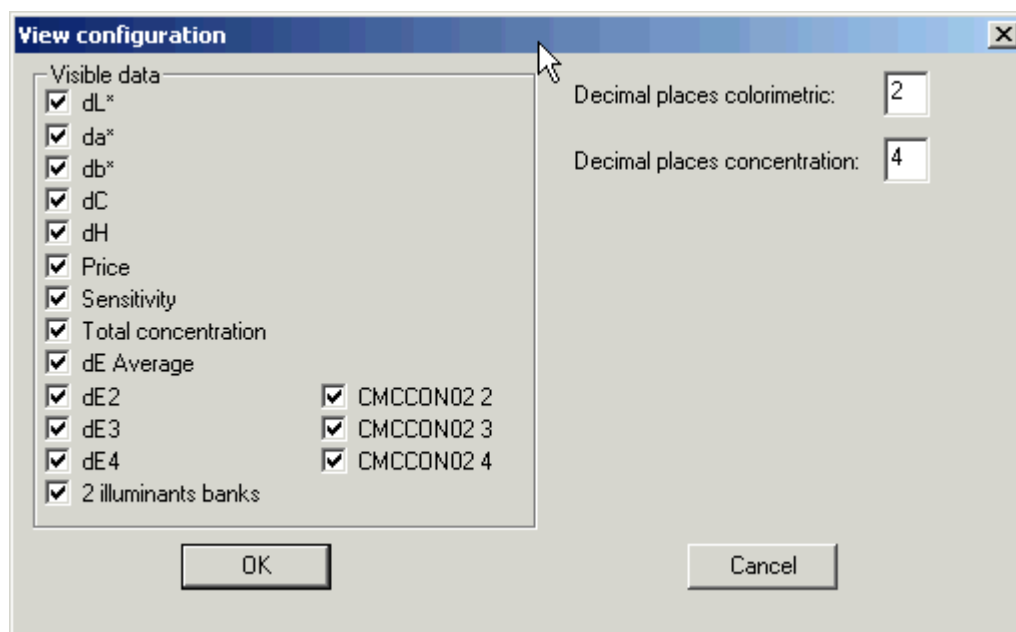 View configuration
Visible data
dL*
da*
db*
dC
dH
Price
Sensitivity
Total concentration
dE Average
dE2
CMCCON02 2
dE3
CMCCON02 3
dE4
CMCCON02 4
2 illuminants banks
Decimal places colorimetric: 2
Decimal places concentration: 4
OK
Cancel